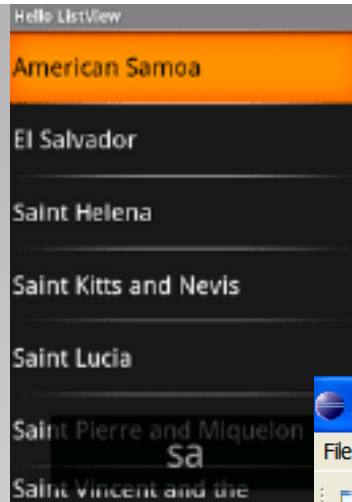 Hello ListView
American Samoa
El Salvador
Saint Helena
Saint Kitts and Nevis
Saint Lucia
Saint Pierre and Miquelon
sa
Saint Vincent and the
File